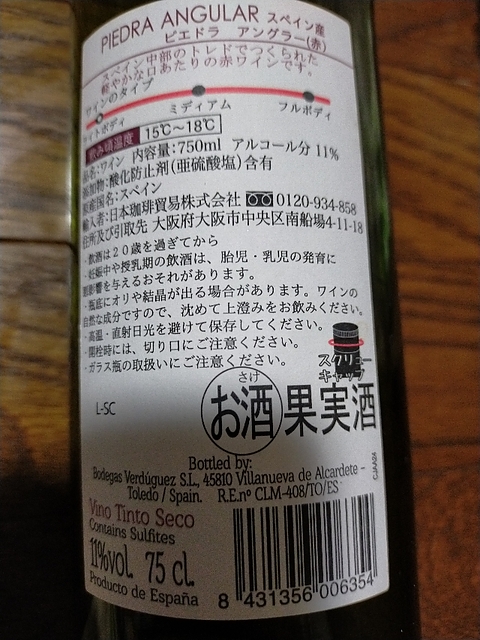 PIEDRA ANGULAR スペイン産
ピエドラ アングラー(赤)
スペイン中部のトレドでつくられた
軽やかな口あたりの赤ワインです。
ワインのタイプ
ライトボディ ミディアム フルボディ
飲み頃温度 15℃〜18℃
品名:ワイン 内容量:750ml アルコール分 11%
添加物:酸化防止剤(亜硫酸塩)含有
原産国名:スペイン
輸入者:日本珈琲貿易株式会社 0120-934-858
住所及び引取先 大阪府大阪市中央区南船場4-11-18
・飲酒は20歳を過ぎてから
・妊娠中や授乳期の飲酒は、胎児・乳児の発育に
悪影響を与えるおそれがあります。
・瓶底にオリや結晶が出る場合があります。ワインの
自然な成分ですので、沈めて上澄みをお飲みください。
・高温・直射日光を避けて保存してください。
・開栓時には、切り口にご注意ください。
・ガラス瓶の取扱いにご注意ください。
スクリュー
キャップ
さけ
お酒 果実酒
L-SC
Bottled by:
Bodegas Verdúguez S.L., 45810 Villanueva de Alcardete -
Toledo / Spain. R.E.nº CLM-408/TO/ES
Vino Tinto Seco
Contains Sulfites
11%vol. 75 cl.
Producto de España
8 431356 006354